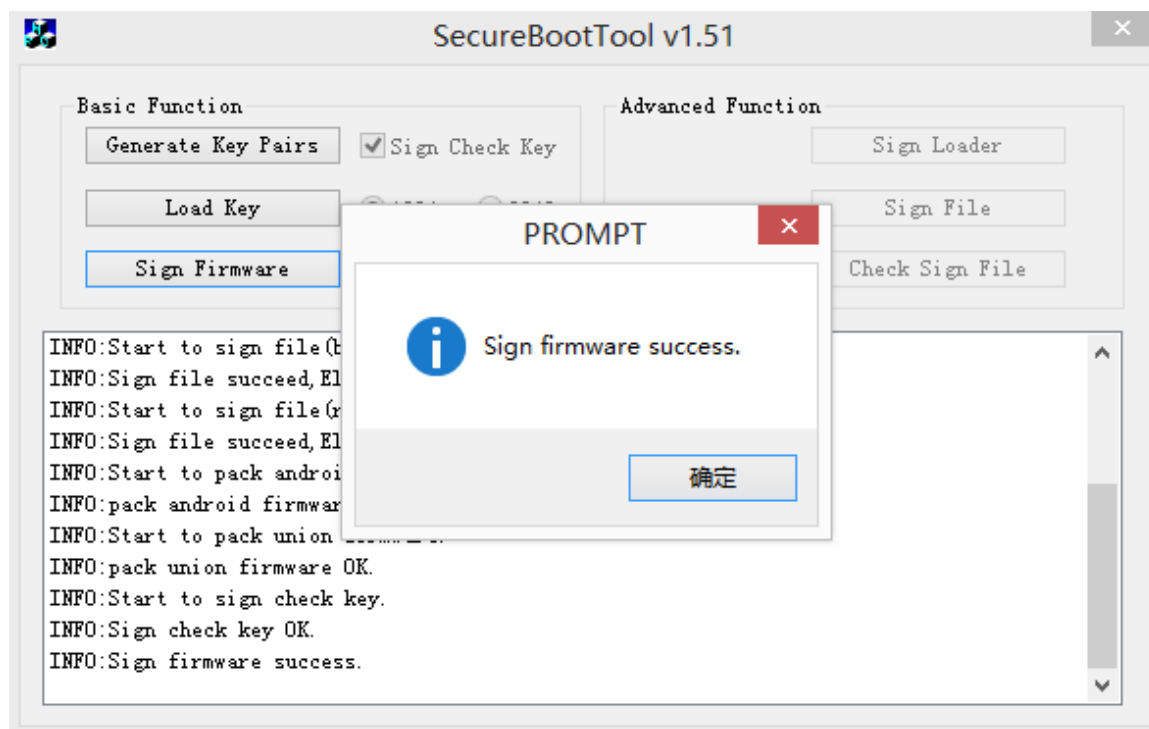 SecureBootTool v1.51
Basic Function
Advanced Function
Generate Key Pairs
Sign Check Key
Sign Loader
Load Key
Sign File
PROMPT
Sign Firmware
Check Sign File
Sign firmware success.
确定
INFO:Start to sign file(
INFO:Sign file succeed,
INFO:Start to sign file(
INFO:Sign file succeed,
INFO:Start to pack
INFO:pack android
INFO:Start to pack union
INFO:pack union firmware OK.
INFO:Start to sign check key.
INFO:Sign check key OK.
INFO:Sign firmware success.